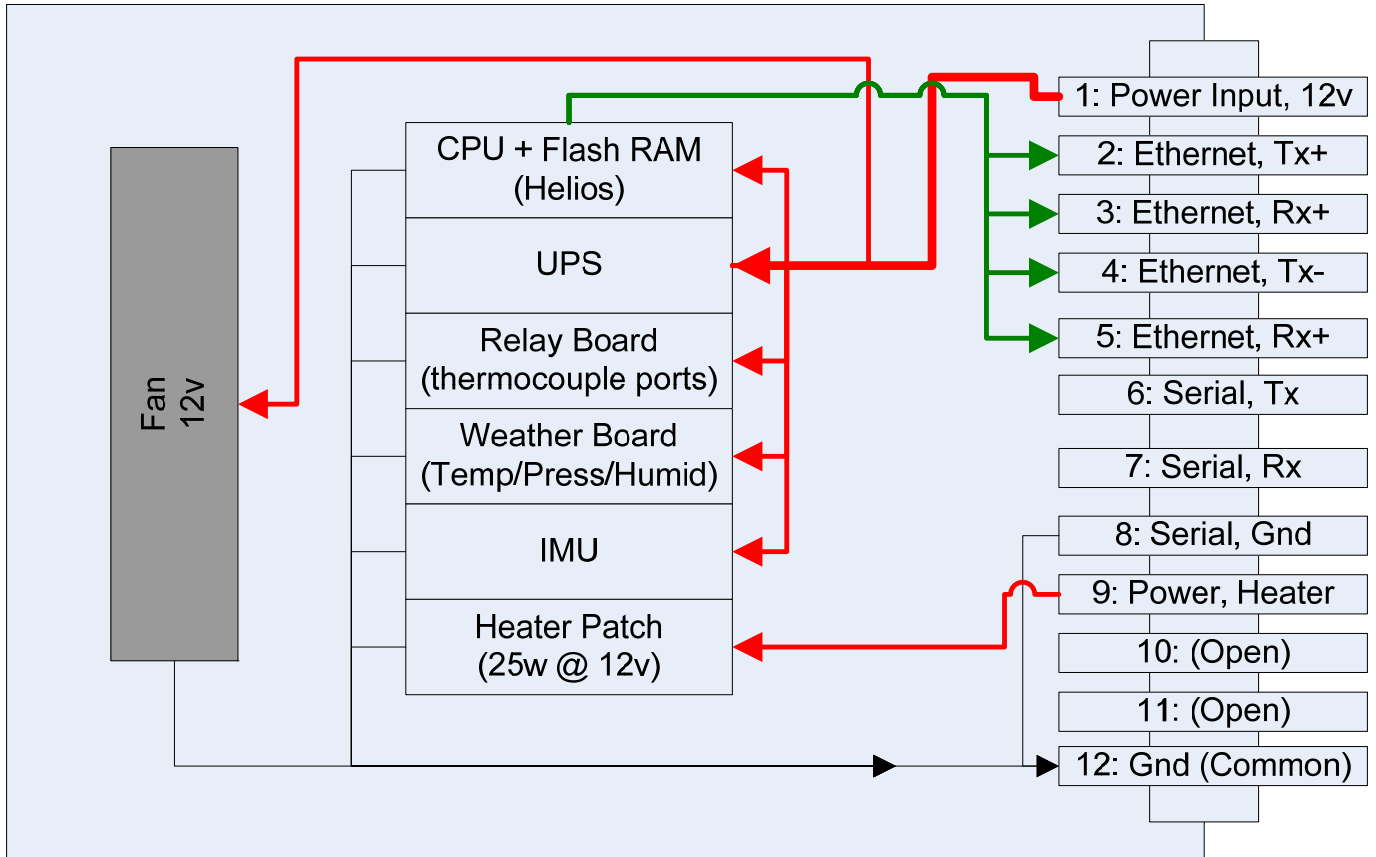 Fan
12v
CPU + Flash RAM
(Helios)
UPS
Relay Board
(thermocouple ports)
Weather Board
(Temp/Press/Humid)
IMU
Heater Patch
(25w @ 12v)
1: Power Input, 12v
2: Ethernet, Tx+
3: Ethernet, Rx+
4: Ethernet, Tx-
5: Ethernet, Rx+
6: Serial, Tx
7: Serial, Rx
8: Serial, Gnd
9: Power, Heater
10: (Open)
11: (Open)
12: Gnd (Common)